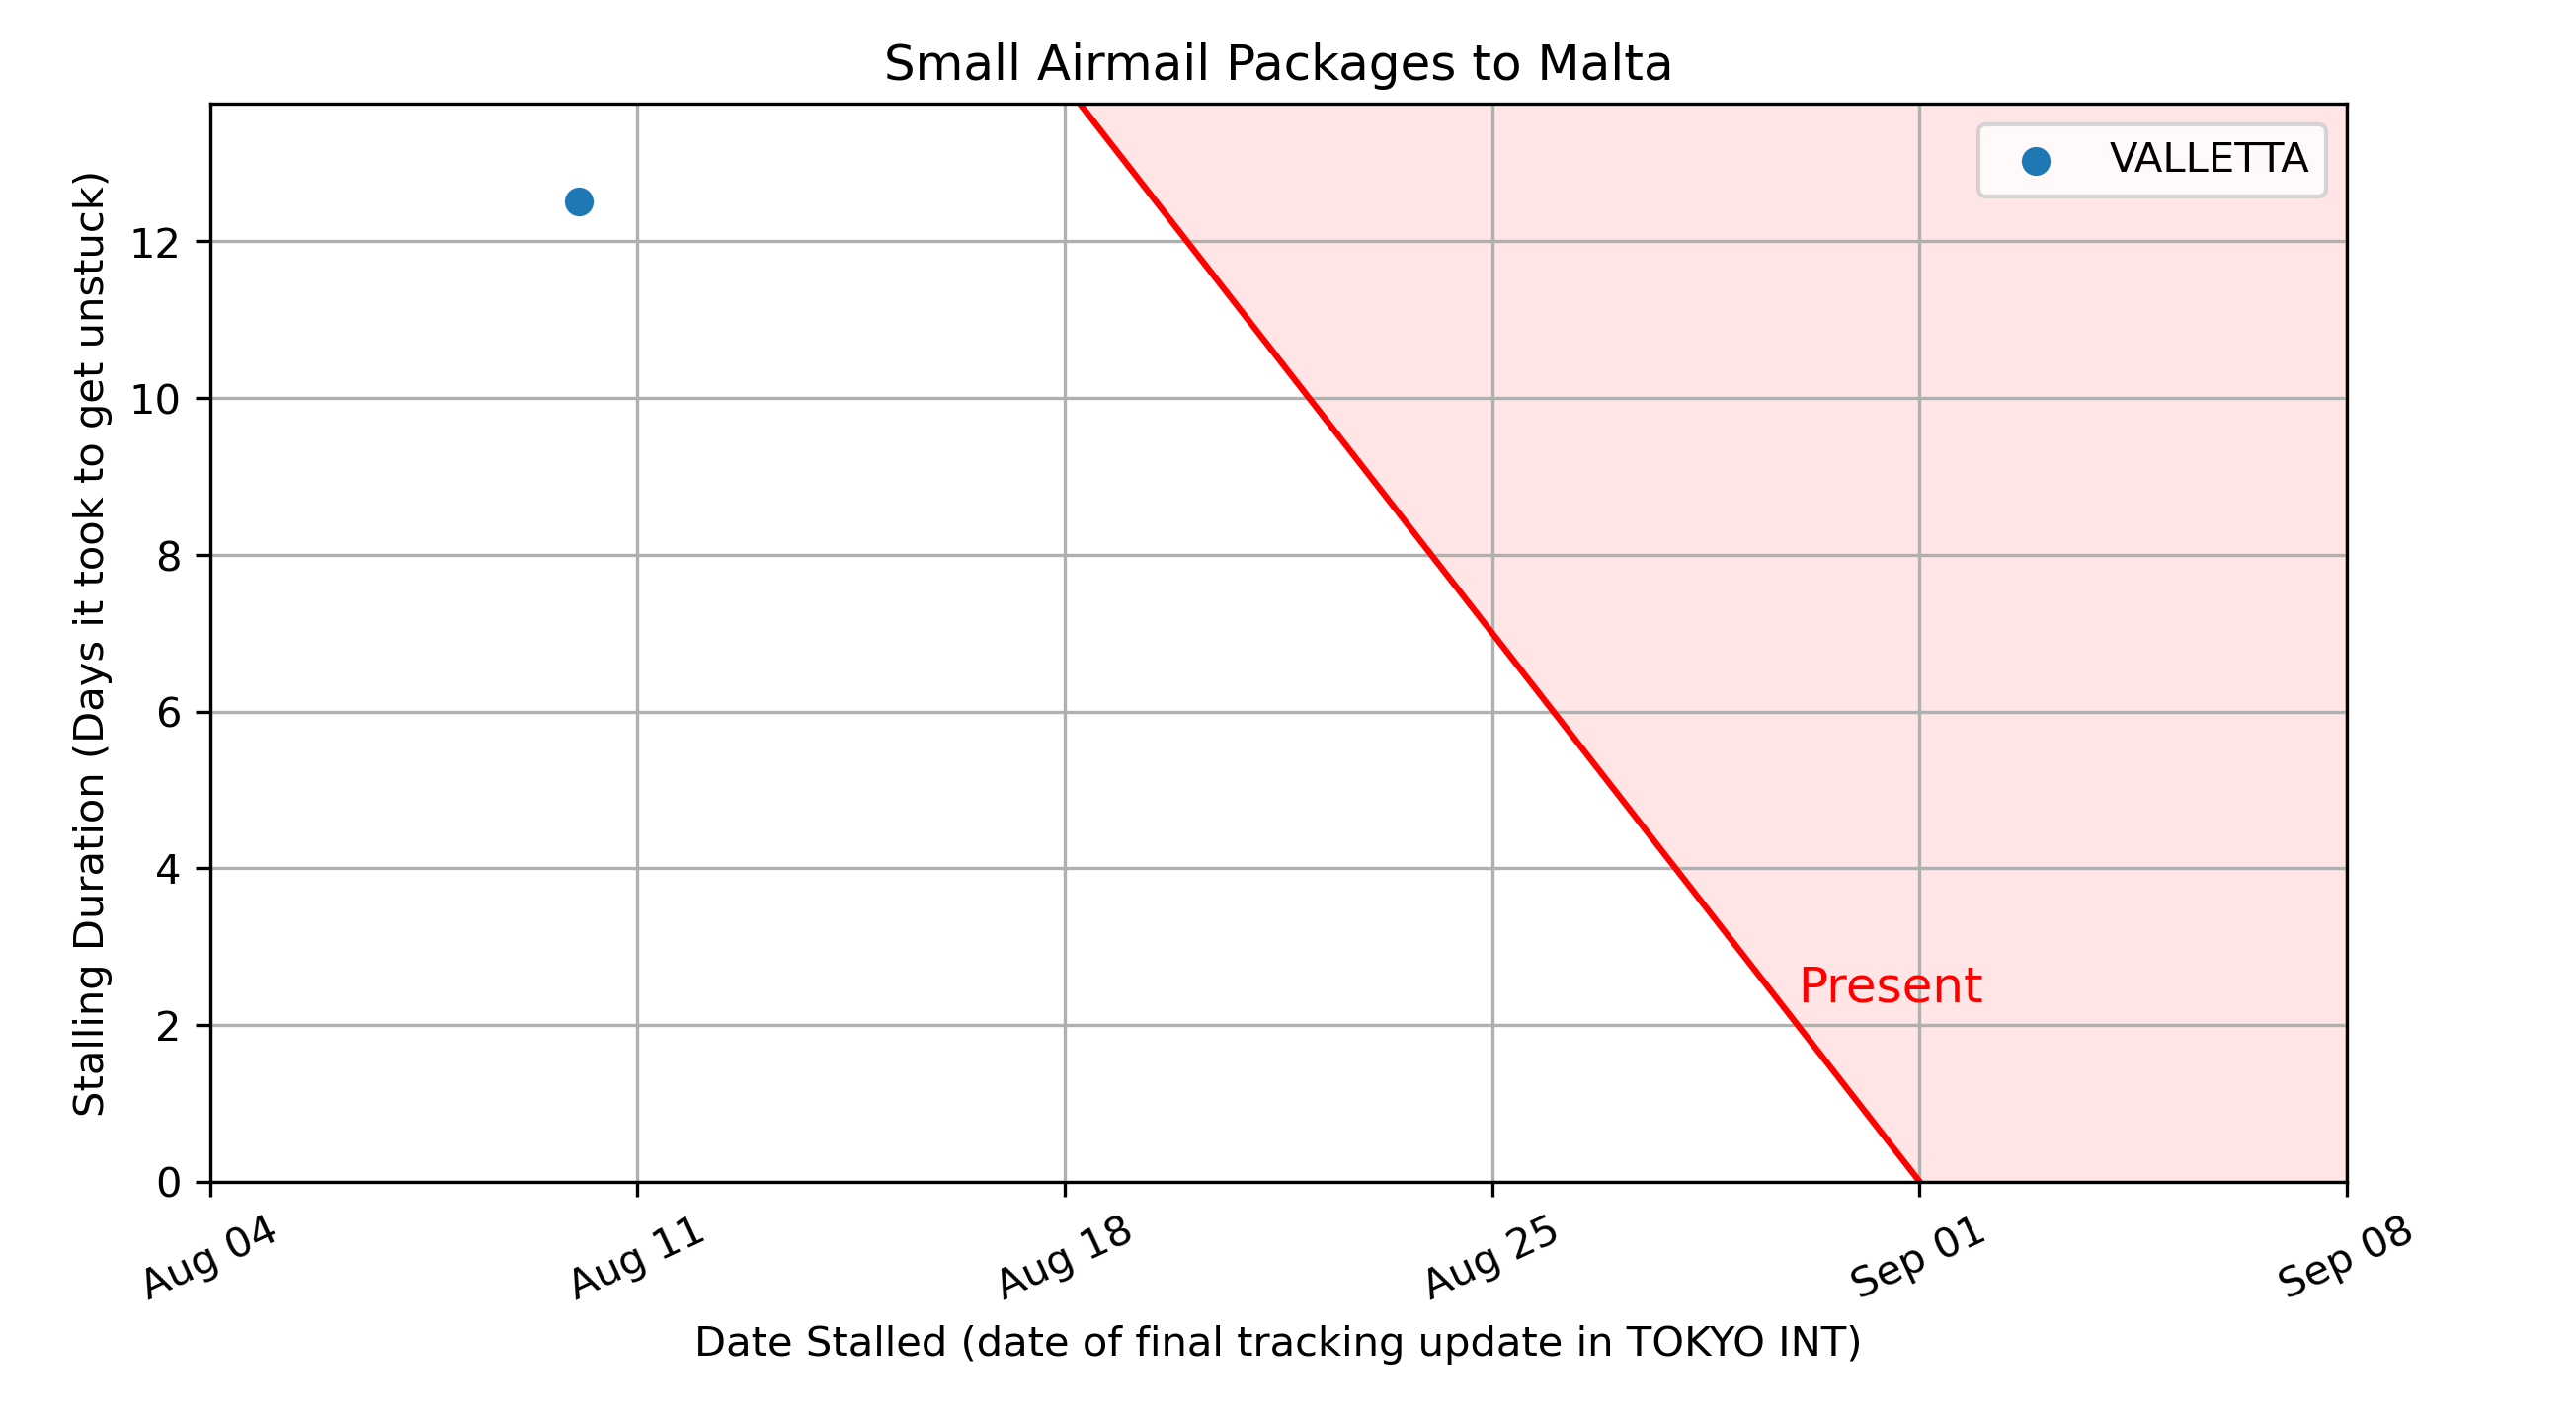 Small Airmail Packages to Malta
VALLETTA
Stalling Duration (Days it took to get unstuck)
12
10
8
6
4
2
0
Present
Aug 04
Aug 11
Aug 18
Aug 25
Sep 01
Sep 08
Date Stalled (date of final tracking update in TOKYO INT)